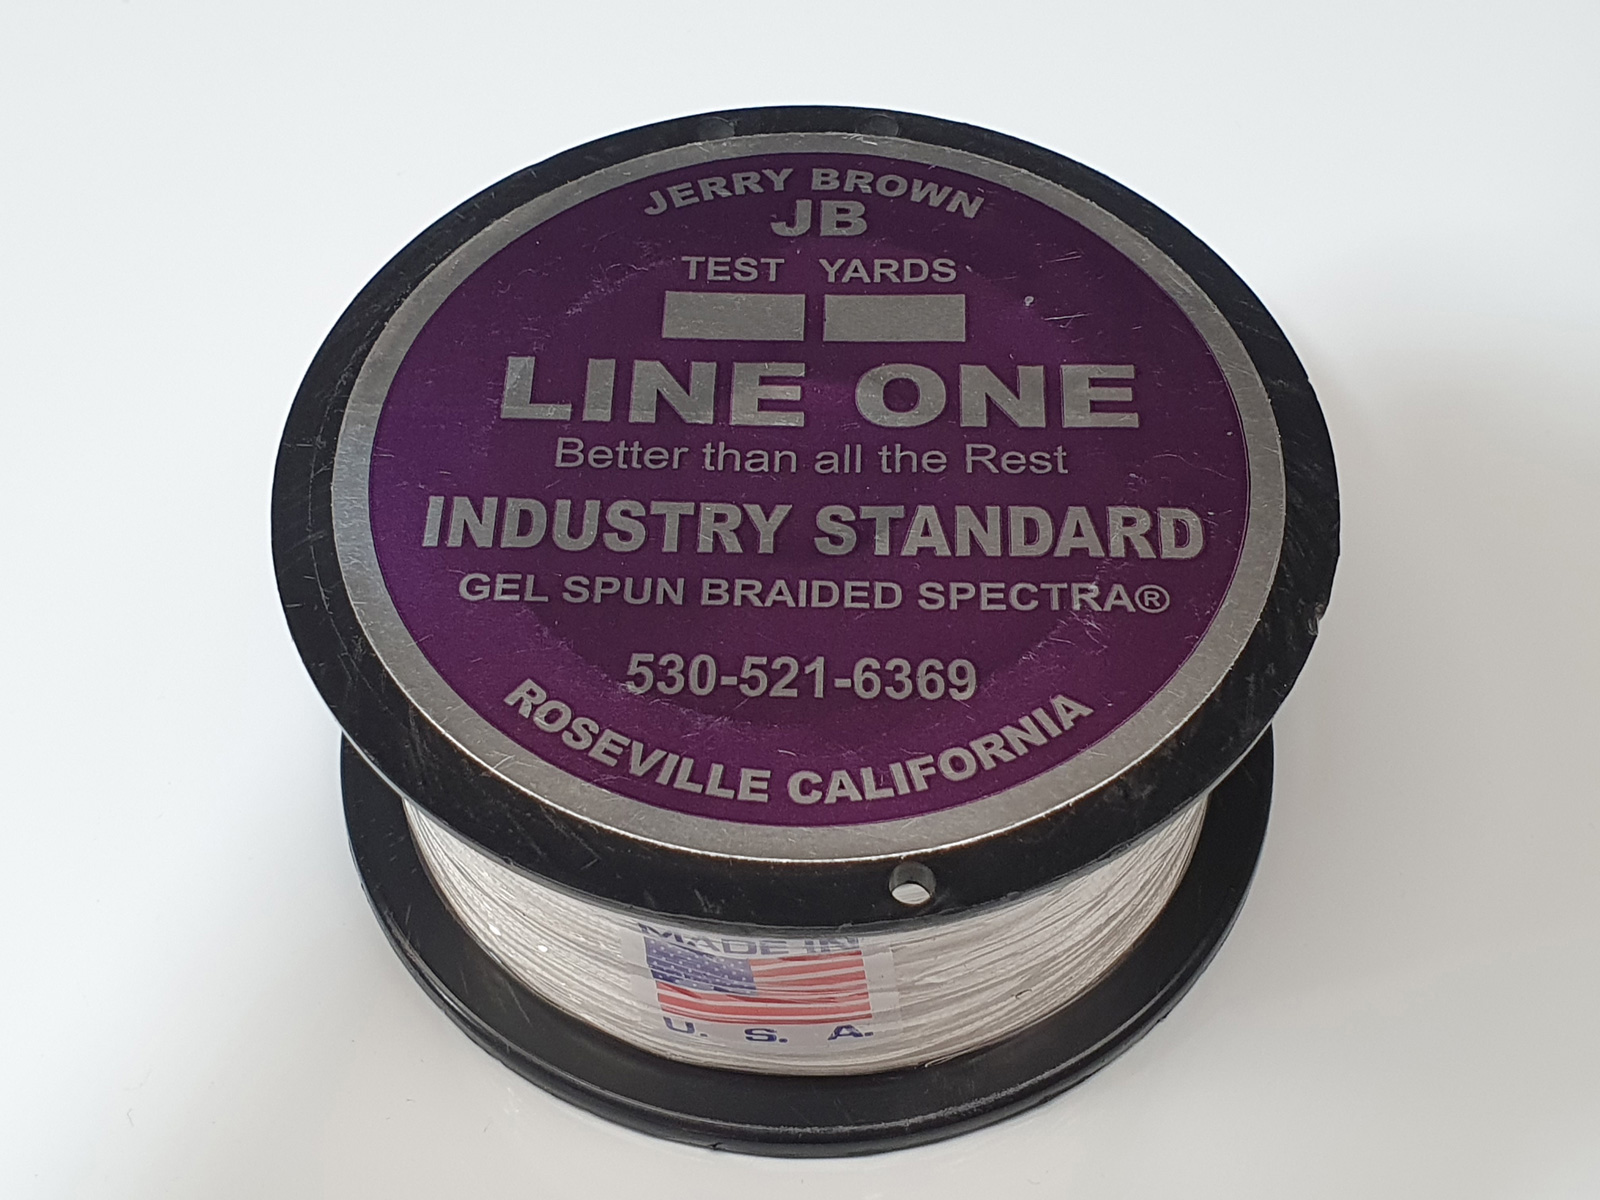 JERRY BROWN
JB
TEST YARDS
LINE ONE
Better than all the Rest
INDUSTRY STANDARD
GEL SPUN BRAIDED SPECTRA®
530-521-6369
ROSEVILLE CALIFORNIA
MADE IN
U. S. A.